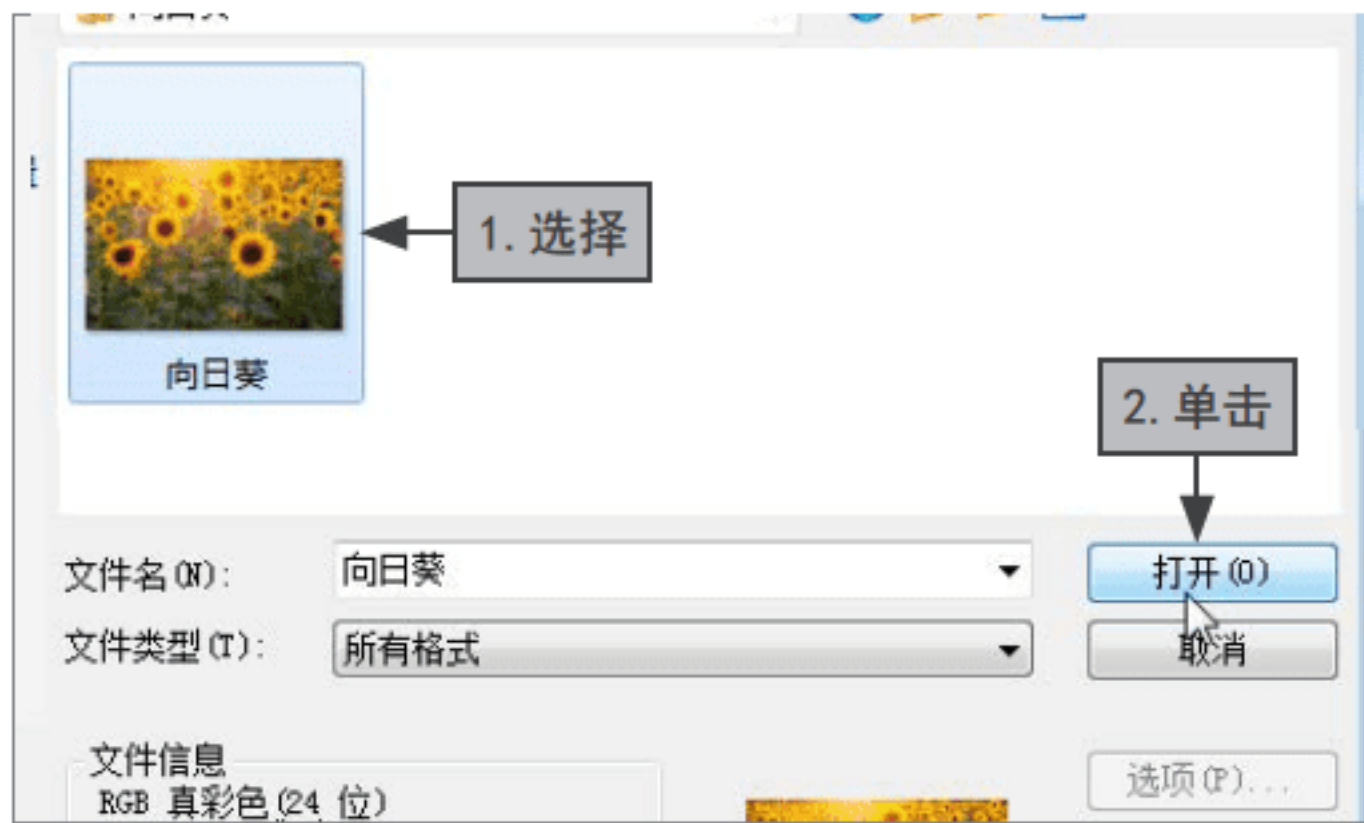 1. 选择
向日葵
2. 单击
文件名(N):
向日葵
打开(O)
文件类型(T):
所有格式
取消
文件信息
RGB 真彩色(24 位)
选项(P)...